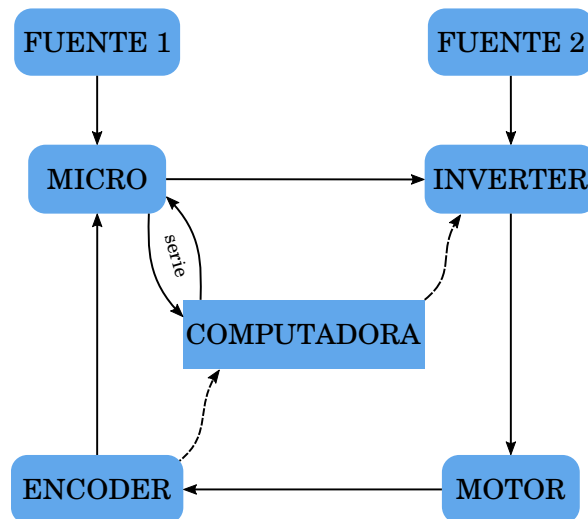 FUENTE 1
FUENTE 2
MICRO
INVERTER
serie
COMPUTADORA
ENCODER
MOTOR